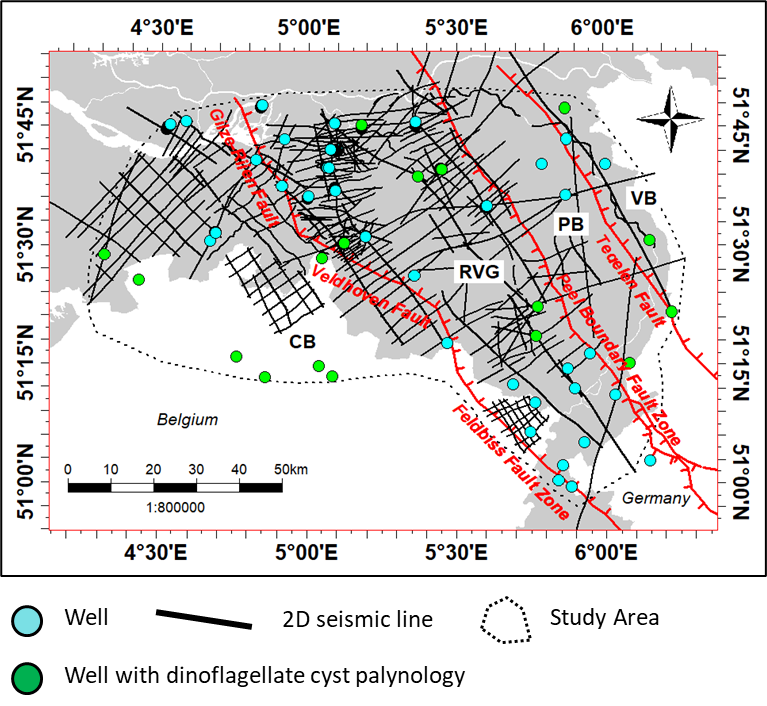 4°30'E 5°00'E 5°30'E 6°00'E
51°45'N
51°30'N
51°15'N
51°00'N
51°45'N
51°30'N
51°15'N
51°00'N
Gilze-Rijen Fault
VB
PB
Tegelen Fault
RVG
Veldhoven Fault
Peel Boundary Fault Zone
CB
Feldbiss Fault Zone
Belgium
Germany
0 10 20 30 40 50km
1:800000
4°30'E 5°00'E 5°30'E 6°00'E
Well 2D seismic line Study Area
Well with dinoflagellate cyst palynology